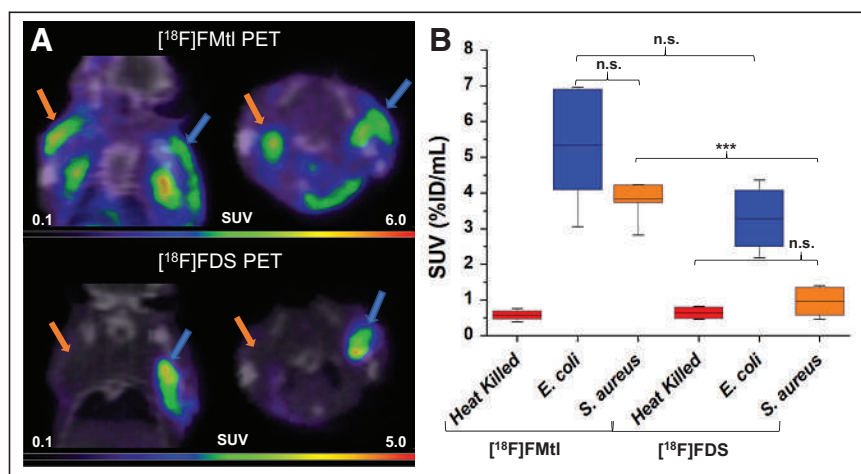 A
[¹⁸F]FMtl PET
0.1
SUV
6.0
[¹⁸F]FDS PET
0.1
SUV
5.0
B
n.s.
n.s.
***
n.s.
SUV (%ID/mL)
8
7
6
5
4
3
2
1
0
Heat Killed
E. coli
S. aureus
Heat Killed
E. coli
S. aureus
[¹⁸F]FMtl
[¹⁸F]FDS